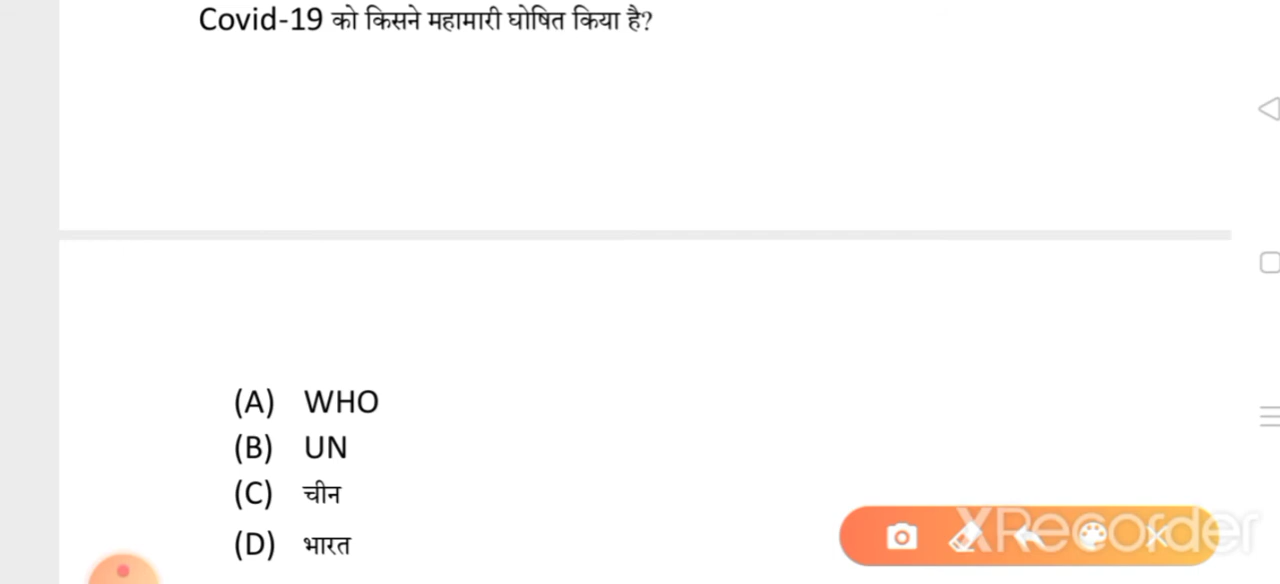 Covid-19 को किसने महामारी घोषित किया है?
(A) WHO
(B) UN
(C) चीन
(D) भारत
XRecorder